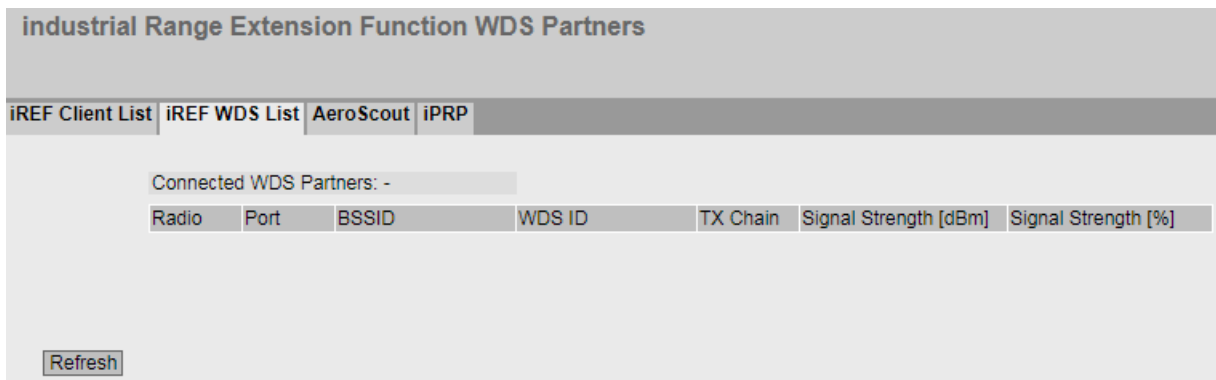 industrial Range Extension Function WDS Partners
iREF Client List iREF WDS List AeroScout iPRP
Connected WDS Partners: -
Radio Port BSSID WDS ID TX Chain Signal Strength [dBm] Signal Strength [%]
Refresh